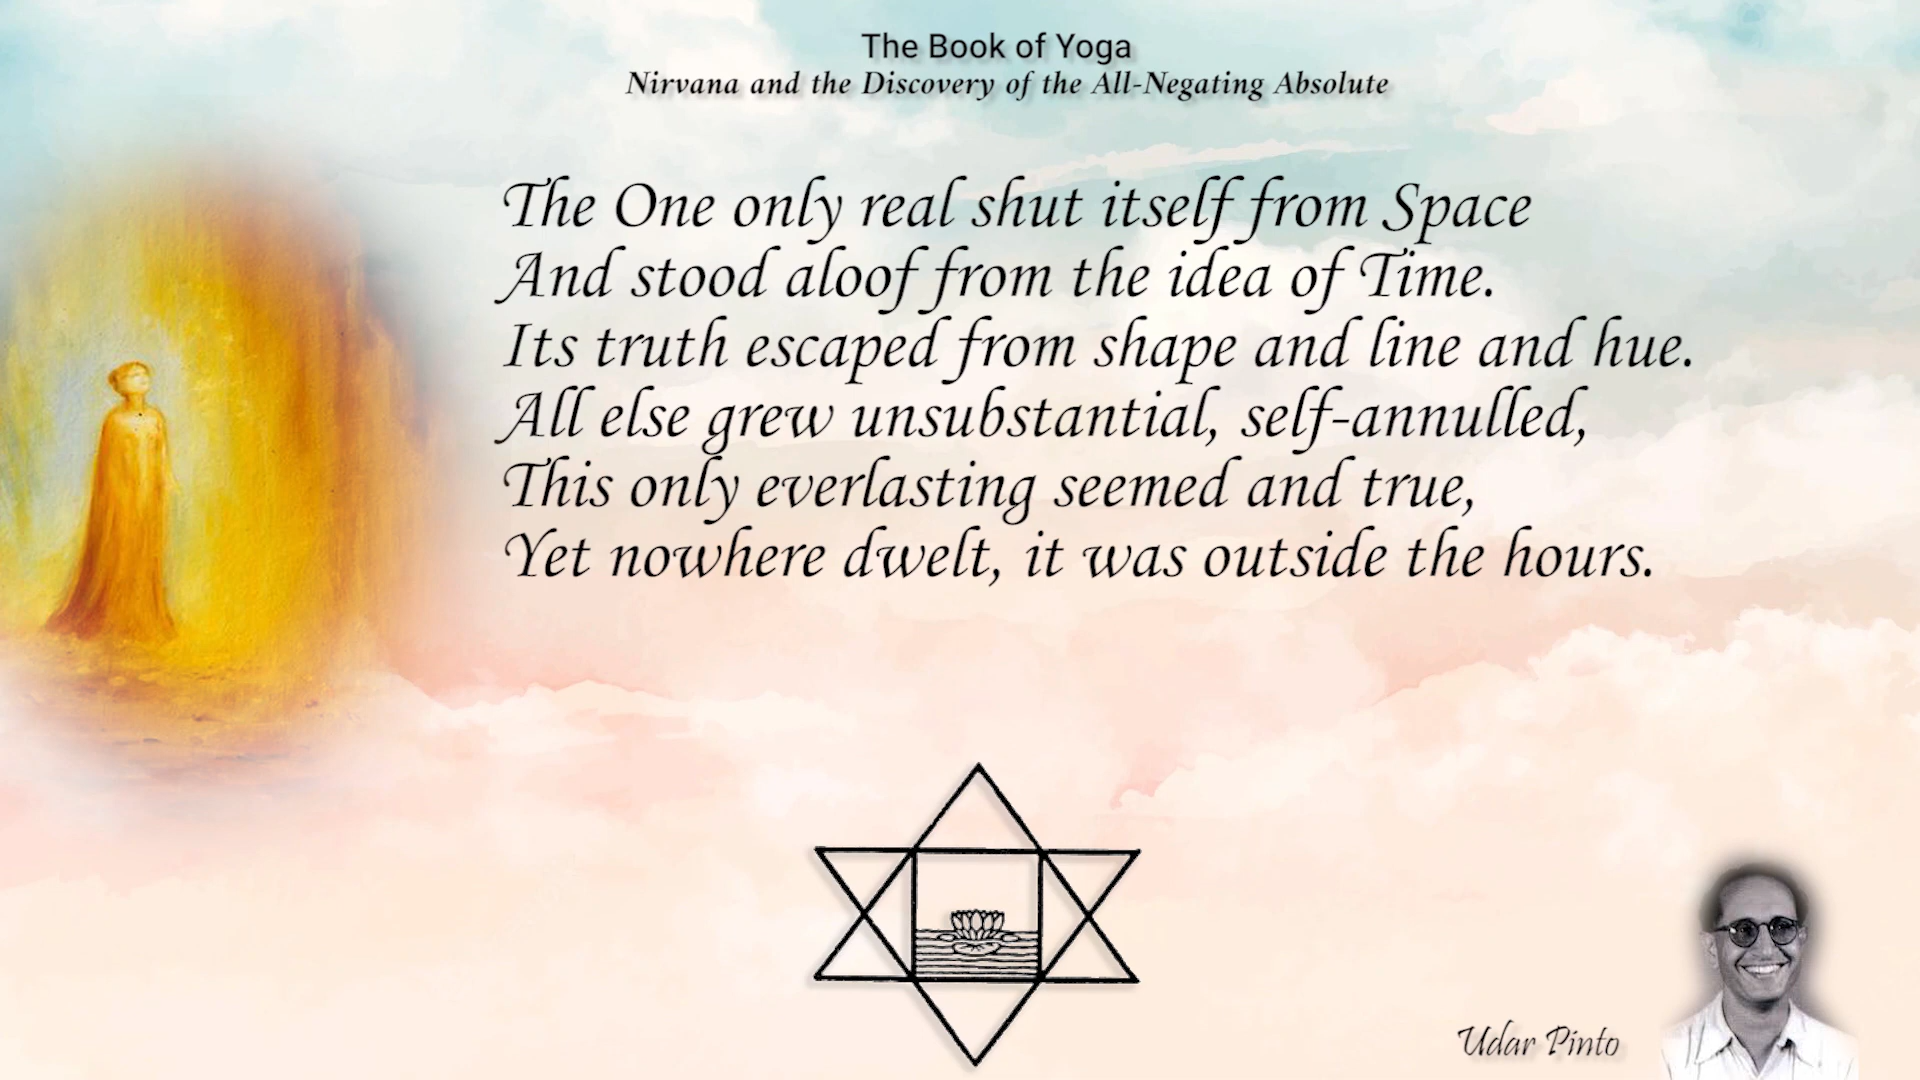 The Book of Yoga
Nirvana and the Discovery of the All-Negating Absolute
The One only real shut itself from Space
And stood aloof from the idea of Time.
Its truth escaped from shape and line and hue.
All else grew unsubstantial, self-annulled,
This only everlasting seemed and true,
Yet nowhere dwelt, it was outside the hours.
Udar Pinto